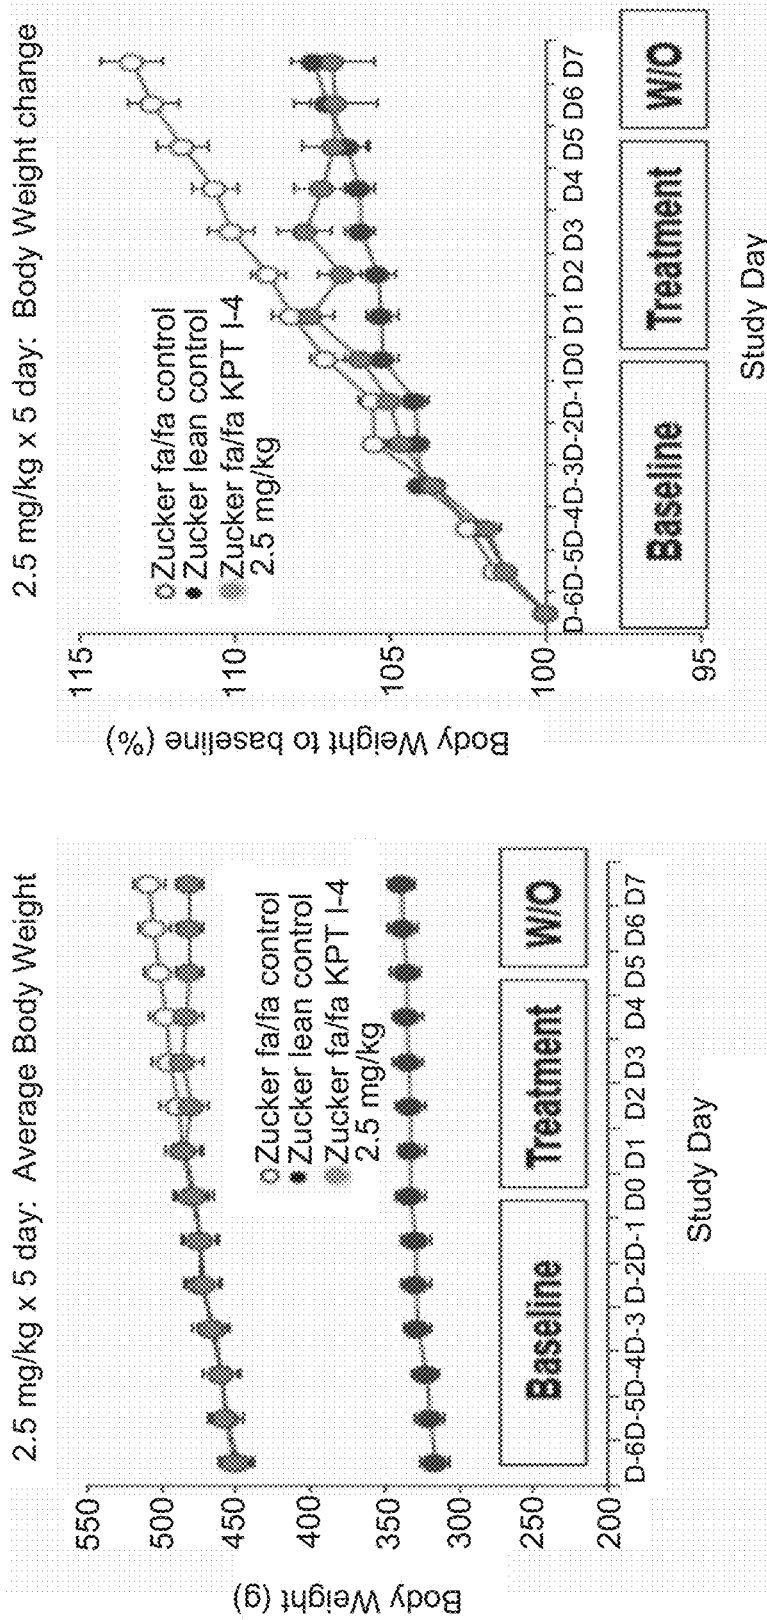 2.5 mg/kg x 5 day: Average Body Weight
550
500
450
400
350
300
250
200
Body Weight (g)
Zucker fa/fa control
Zucker lean control
Zucker fa/fa KPT I-4
2.5 mg/kg
Baseline
Treatment
W/O
D-6D-5D-4D-3 D-2D-1 D0 D1 D2 D3 D4 D5 D6 D7
Study Day
2.5 mg/kg x 5 day: Body Weight change
115
110
105
100
95
Body Weight to baseline (%)
Zucker fa/fa control
Zucker lean control
Zucker fa/fa KPT I-4
2.5 mg/kg
D-6D-5D-4D-3D-2D-1D0 D1 D2 D3 D4 D5 D6 D7
Baseline
Treatment
W/O
Study Day